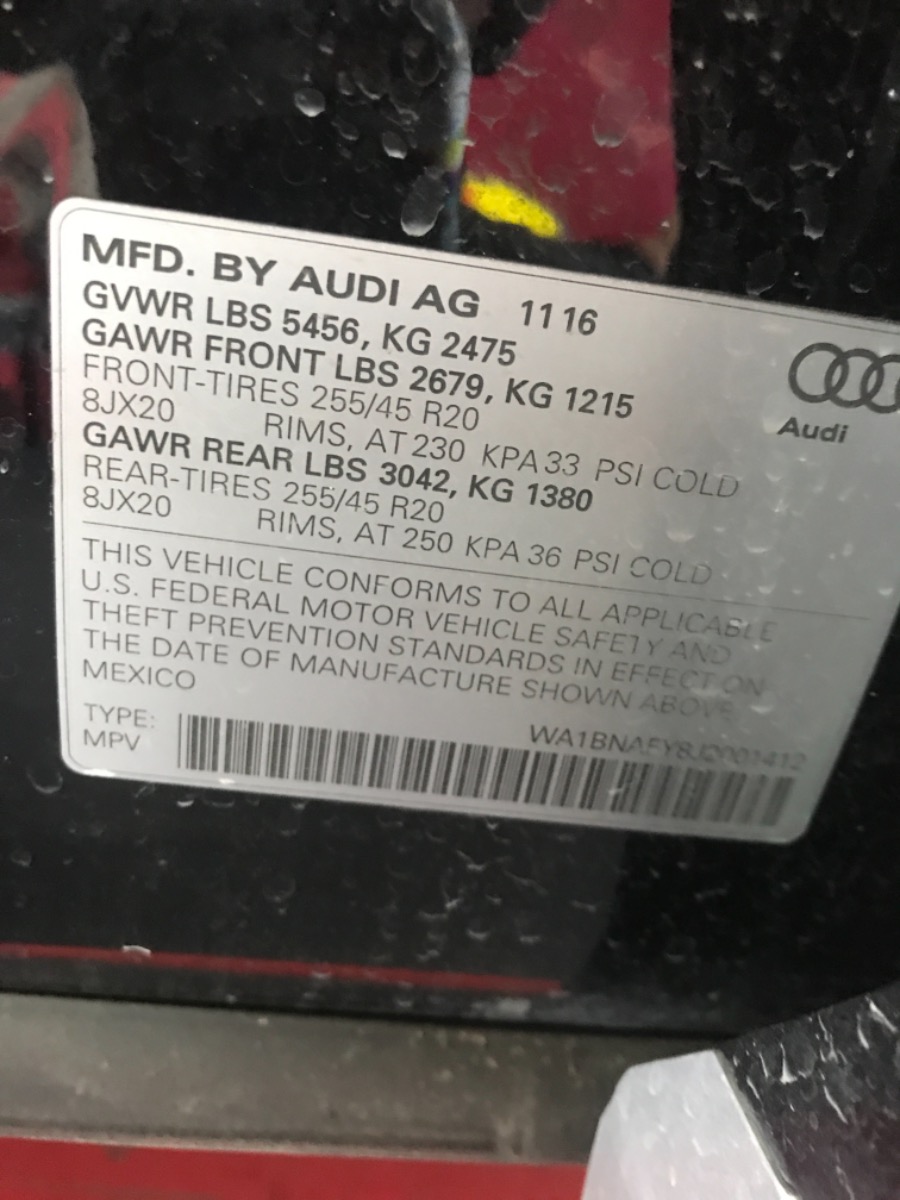 MFD. BY AUDI AG 11 16
GVWR LBS 5456, KG 2475
GAWR FRONT LBS 2679, KG 1215
FRONT-TIRES 255/45 R20
8JX20 RIMS, AT 230 KPA 33 PSI COLD
GAWR REAR LBS 3042, KG 1380
REAR-TIRES 255/45 R20
8JX20 RIMS, AT 250 KPA 36 PSI COLD
Audi
THIS VEHICLE CONFORMS TO ALL APPLICABLE
U.S. FEDERAL MOTOR VEHICLE SAFETY AND
THEFT PREVENTION STANDARDS IN EFFECT ON
THE DATE OF MANUFACTURE SHOWN ABOVE
MEXICO
TYPE:
MPV
WA1BNAFY8J2001412